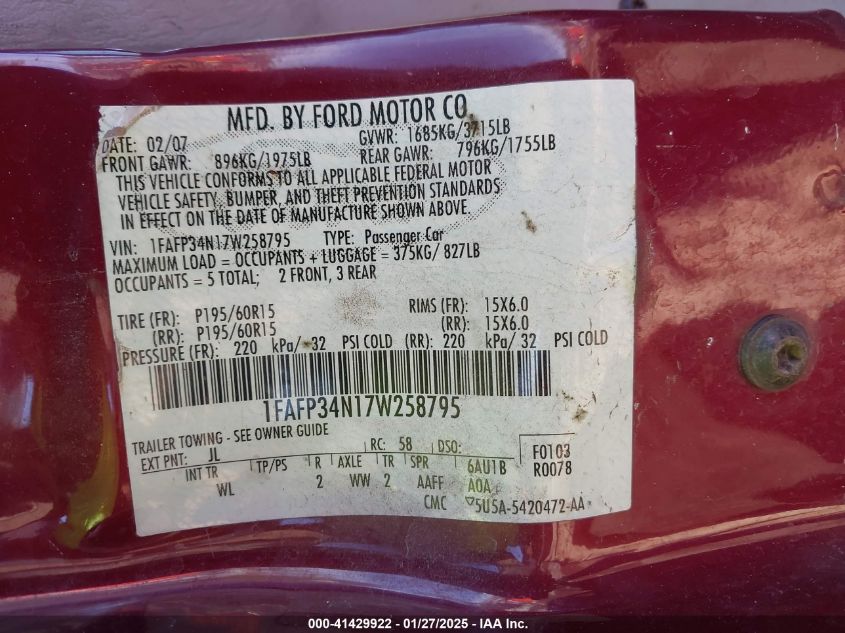 MFD. BY FORD MOTOR CO
DATE: 02/07 GVWR: 1685KG/3715LB
FRONT GAWR: 896KG/1975LB REAR GAWR: 796KG/1755LB
THIS VEHICLE CONFORMS TO ALL APPLICABLE FEDERAL MOTOR
VEHICLE SAFETY, BUMPER, AND THEFT PREVENTION STANDARDS
IN EFFECT ON THE DATE OF MANUFACTURE SHOWN ABOVE.
VIN: 1FAFP34N17W258795 TYPE: Passenger Car
MAXIMUM LOAD = OCCUPANTS + LUGGAGE = 375KG/ 827LB
OCCUPANTS = 5 TOTAL; 2 FRONT, 3 REAR
TIRE (FR): P195/60R15 RIMS (FR): 15X6.0
(RR): P195/60R15 (RR): 15X6.0
PRESSURE (FR): 220 kPa/ 32 PSI COLD (RR): 220 kPa/ 32 PSI COLD
1FAFP34N17W258795
TRAILER TOWING - SEE OWNER GUIDE
EXT PNT: JL RC: 58 DSO: F0103
INT TR TP/PS R AXLE TR SPR 6AU1B R0078
WL 2 WW 2 AAFF A0A
CMC ▽5U5A-5420472-AA
000-41429922 - 01/27/2025 - IAA, Inc.